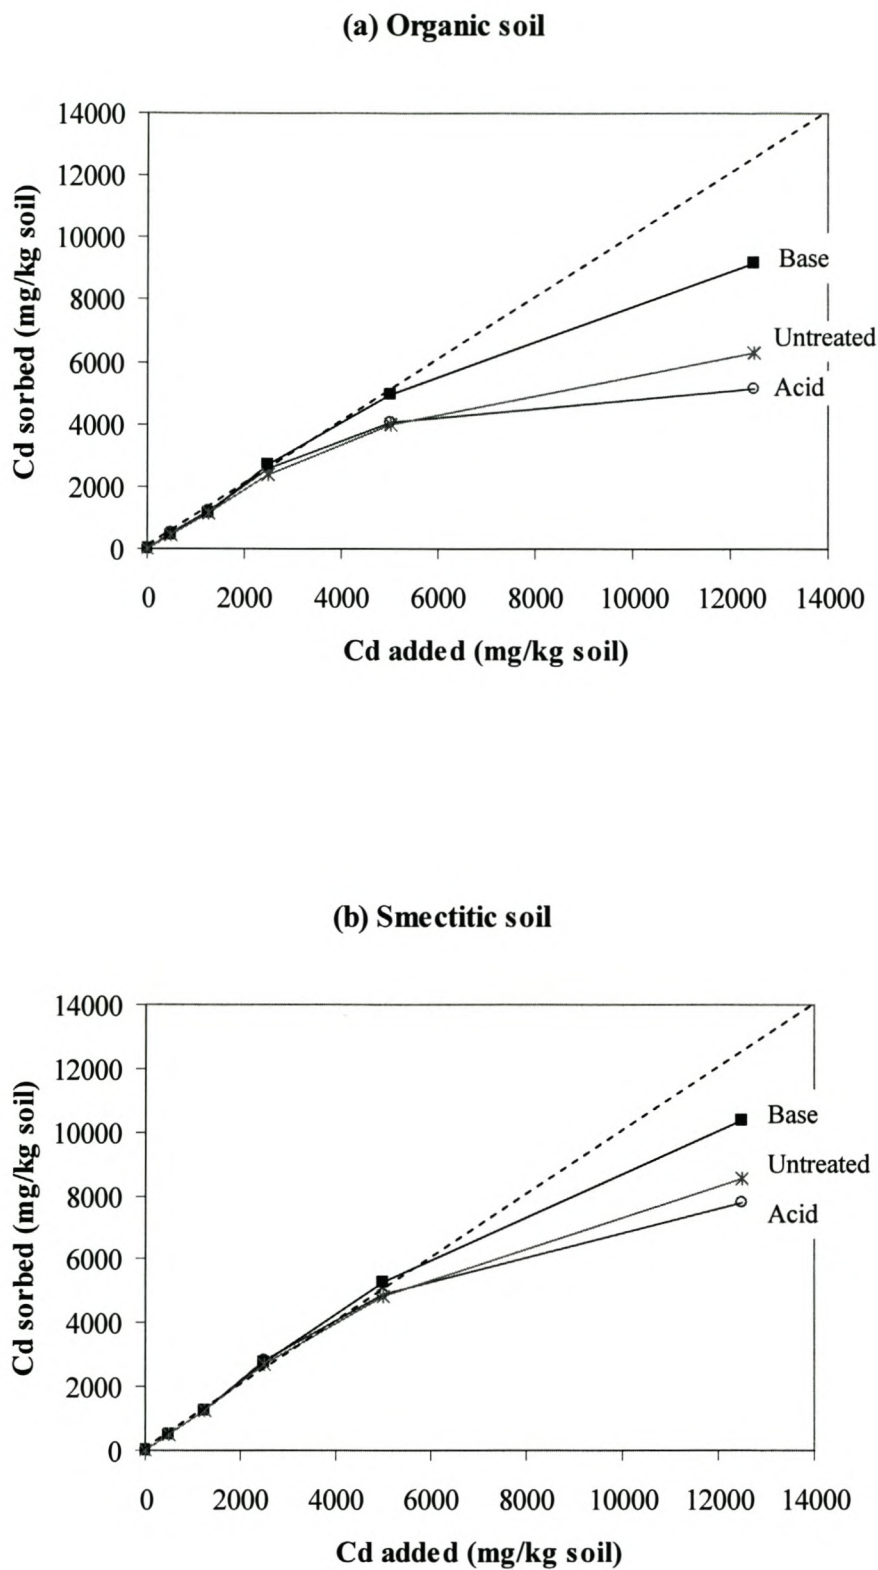 (a) Organic soil
14000
12000
10000
8000
6000
4000
2000
0
Cd sorbed (mg/kg soil)
Base
Untreated
Acid
0 2000 4000 6000 8000 10000 12000 14000
Cd added (mg/kg soil)
(b) Smectitic soil
14000
12000
10000
8000
6000
4000
2000
0
Cd sorbed (mg/kg soil)
Base
Untreated
Acid
0 2000 4000 6000 8000 10000 12000 14000
Cd added (mg/kg soil)